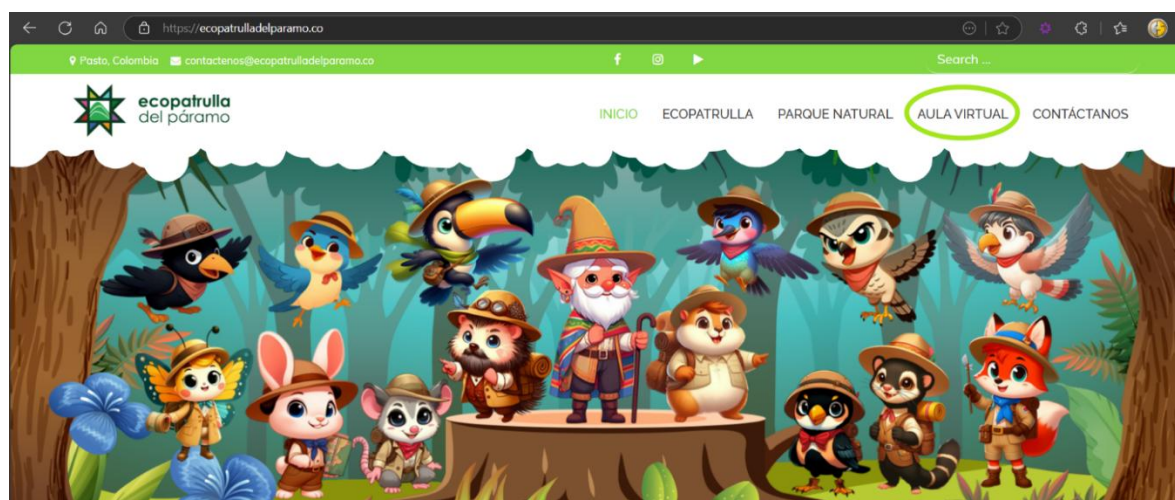 https://ecopatrulladelparamo.co
Pasto, Colombia contactenos@ecopatrulladelparamo.co Search ...
ecopatrulla
del páramo
INICIO ECOPATRULLA PARQUE NATURAL AULA VIRTUAL CONTÁCTANOS